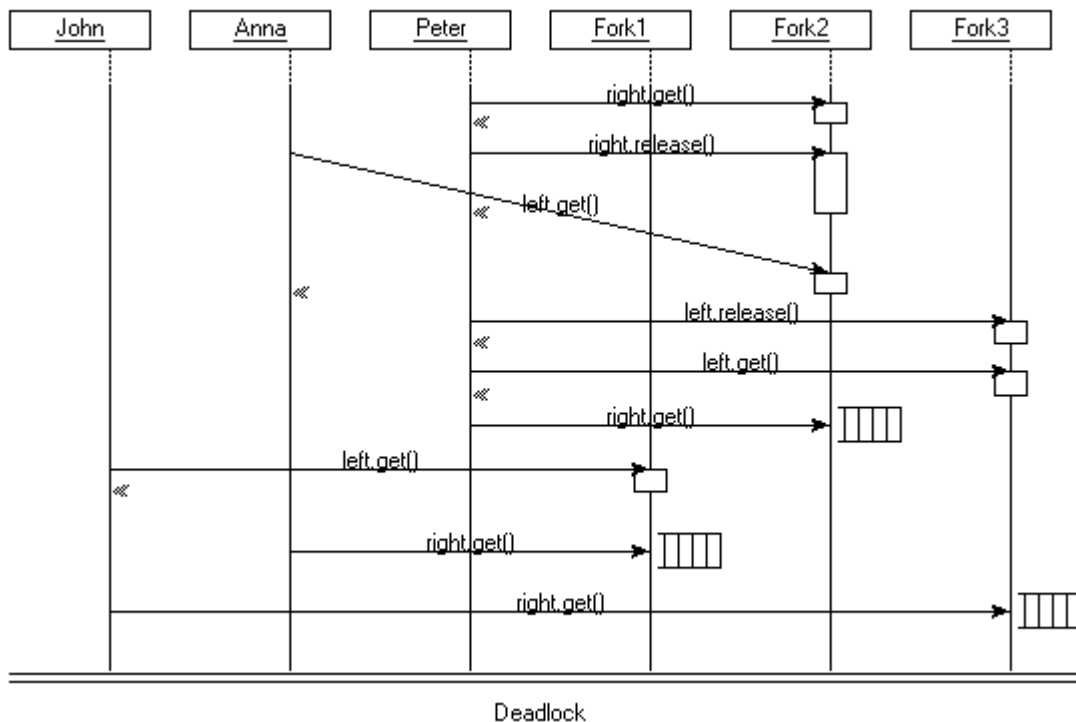 John Anna Peter Fork1 Fork2 Fork3
right.get()
right.release()
left.get()
left.release()
left.get()
right.get()
left.get()
right.get()
right.get()
Deadlock